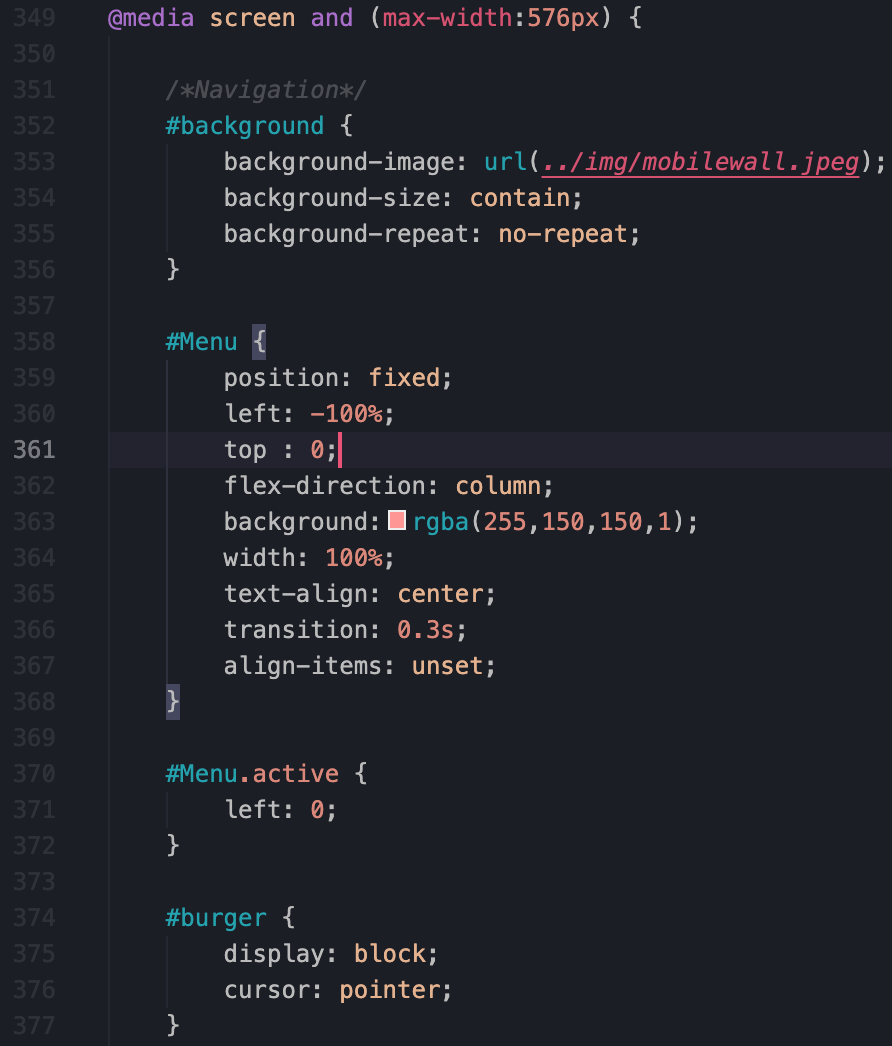 349 @media screen and (max-width:576px) {
350
351 /*Navigation*/
352 #background {
353 background-image: url(../img/mobilewall.jpeg);
354 background-size: contain;
355 background-repeat: no-repeat;
356 }
357
358 #Menu {
359 position: fixed;
360 left: -100%;
361 top : 0;
362 flex-direction: column;
363 background: rgba(255,150,150,1);
364 width: 100%;
365 text-align: center;
366 transition: 0.3s;
367 align-items: unset;
368 }
369
370 #Menu.active {
371 left: 0;
372 }
373
374 #burger {
375 display: block;
376 cursor: pointer;
377 }